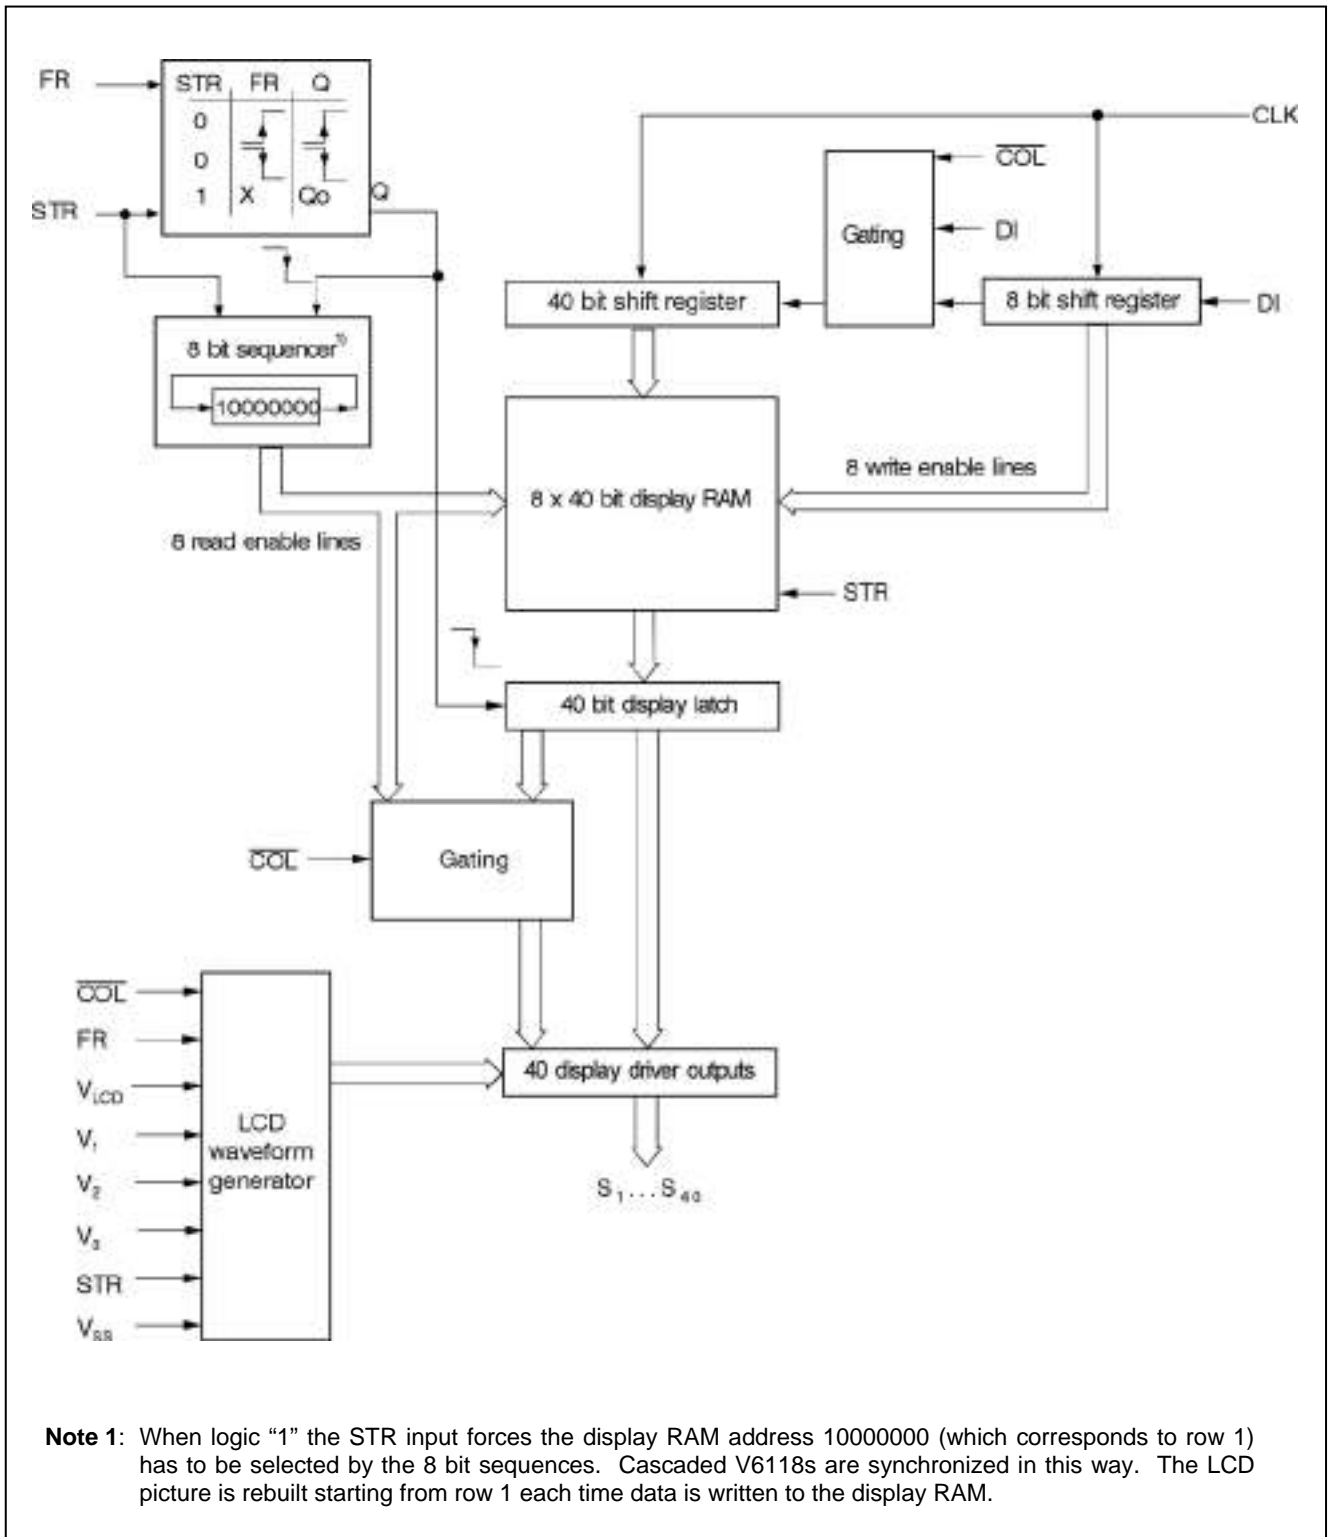 FR
STR FR Q
0
0
1 X Qo
Q
STR
CLK
COL
DI
Gating
40 bit shift register
8 bit shift register
DI
8 bit sequencer 1)
10000000
8 write enable lines
8 x 40 bit display RAM
8 read enable lines
STR
40 bit display latch
COL
Gating
COL
FR
VLCD
V1
V2
V3
STR
VSS
LCD
waveform
generator
40 display driver outputs
S1...S40
Note 1: When logic “1” the STR input forces the display RAM address 10000000 (which corresponds to row 1)
has to be selected by the 8 bit sequences. Cascaded V6118s are synchronized in this way. The LCD
picture is rebuilt starting from row 1 each time data is written to the display RAM.